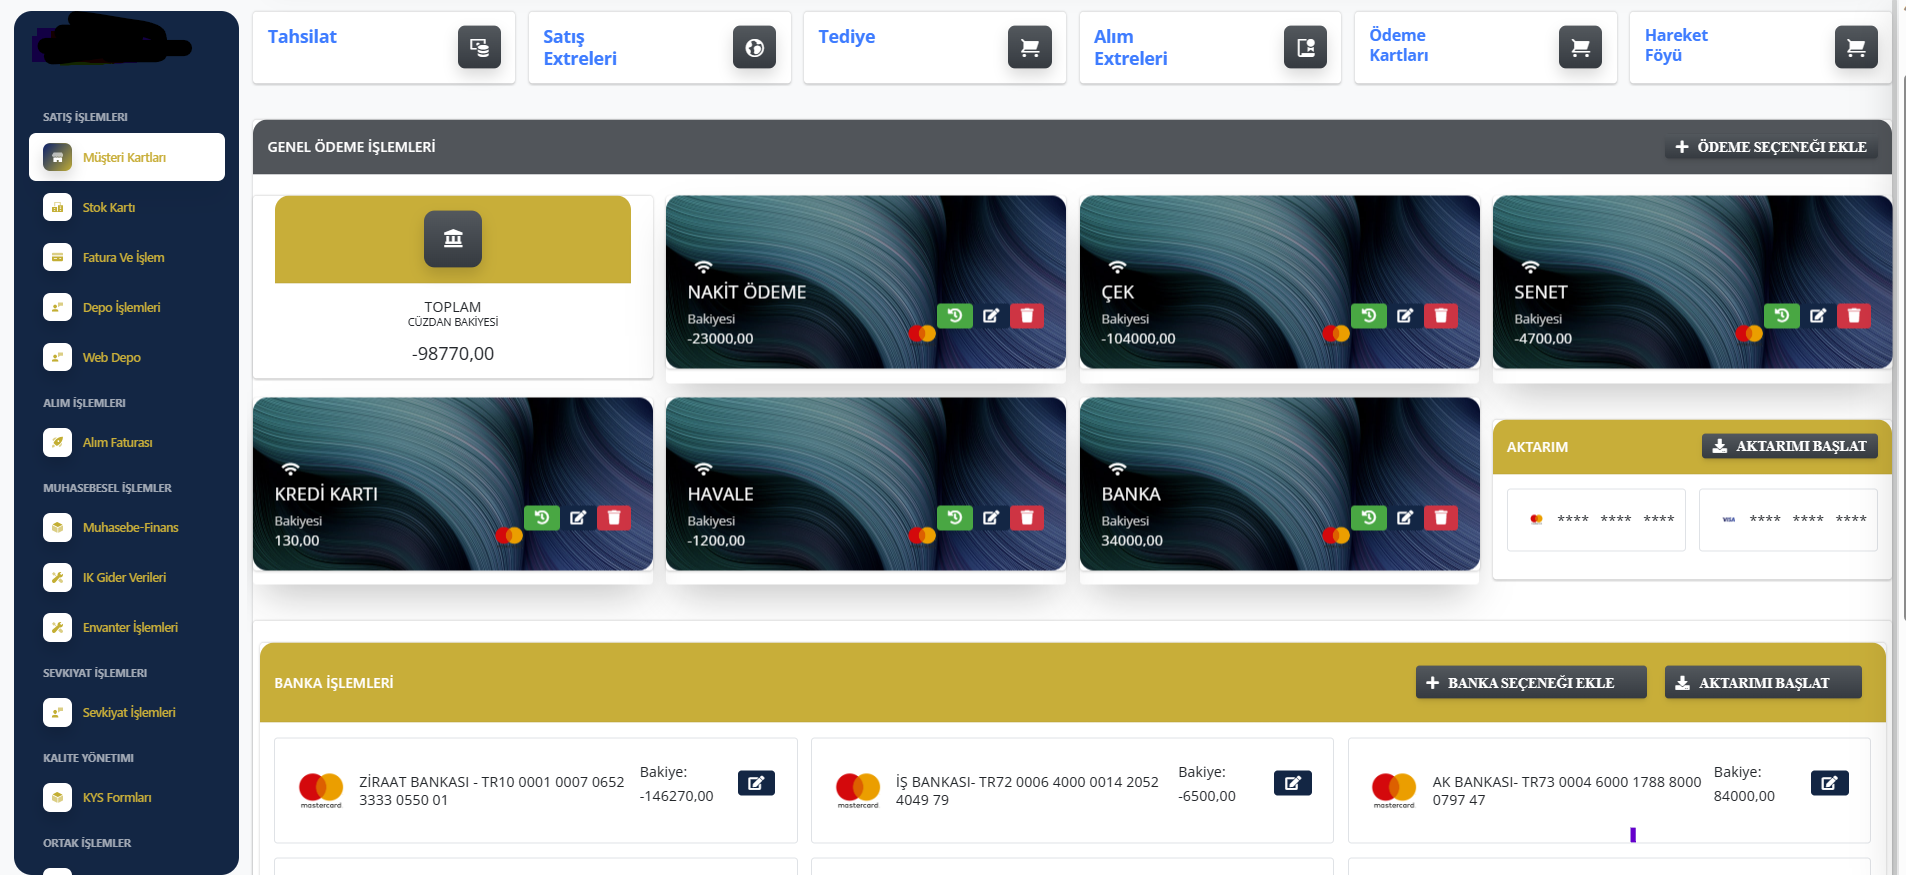 Tahsilat
Satış
Extreleri
Tediye
Alım
Extreleri
Ödeme
Kartları
Hareket
Föyü
SATIŞ İŞLEMLERI
Müşteri Kartları
Stok Kartı
Fatura Ve İşlem
Depo İşlemleri
Web Depo
ALIM İŞLEMLERI
Alım Faturası
MUHASEBESEL İŞLEMLER
Muhasebe-Finans
IK Gider Verileri
Envanter İşlemleri
SEVKIYAT İŞLEMLERI
Sevkiyat İşlemleri
KALITE YÖNETIMI
KYS Formları
ORTAK İŞLEMLER
GENEL ÖDEME İŞLEMLERİ
ÖDEME SEÇENEĞI EKLE
TOPLAM
CÜZDAN BAKİYESİ
-98770,00
NAKİT ÖDEME
Bakiyesi
-23000,00
ÇEK
Bakiyesi
-104000,00
SENET
Bakiyesi
-4700,00
KREDİ KARTI
Bakiyesi
130,00
HAVALE
Bakiyesi
-1200,00
BANKA
Bakiyesi
34000,00
AKTARIM
AKTARIMI BAŞLAT
**** **** ****
VISA **** **** ****
BANKA İŞLEMLERİ
BANKA SEÇENEĞI EKLE
AKTARIMI BAŞLAT
mastercard
ZİRAAT BANKASI - TR10 0001 0007 0652
3333 0550 01
Bakiye:
-146270,00
mastercard
İŞ BANKASI- TR72 0006 4000 0014 2052
4049 79
Bakiye:
-6500,00
mastercard
AK BANKASI- TR73 0004 6000 1788 8000
0797 47
Bakiye:
84000,00